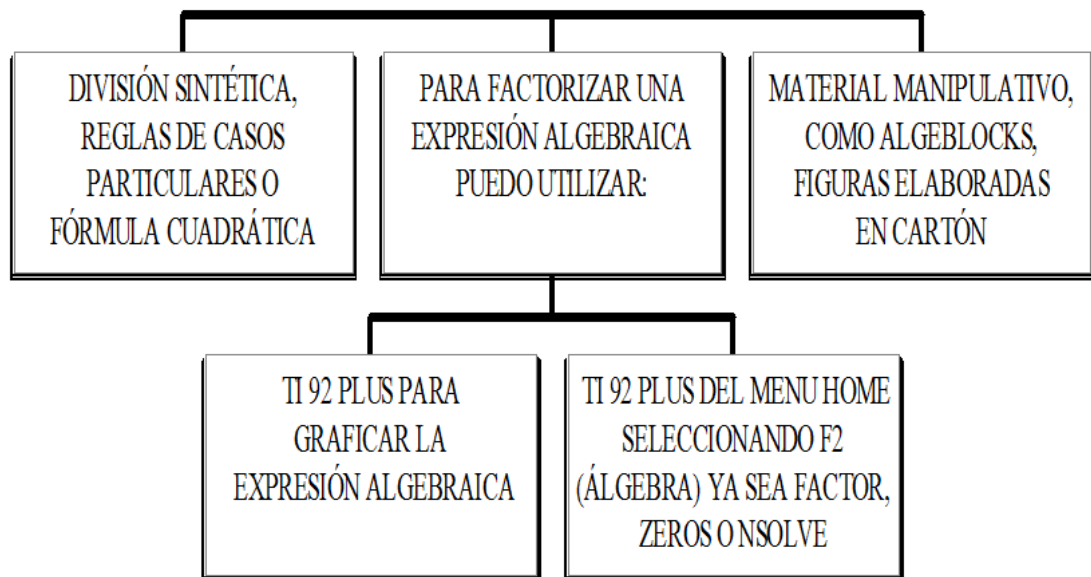 DIVISIÓN SINTÉTICA,
REGLAS DE CASOS
PARTICULARES O
FÓRMULA CUADRÁTICA
PARA FACTORIZAR UNA
EXPRESIÓN ALGEBRAICA
PUEDO UTILIZAR:
MATERIAL MANIPULATIVO,
COMO ALGEBLOCKS,
FIGURAS ELABORADAS
EN CARTÓN
TI 92 PLUS PARA
GRAFICAR LA
EXPRESIÓN ALGEBRAICA
TI 92 PLUS DEL MENU HOME
SELECCIONANDO F2
(ÁLGEBRA) YA SEA FACTOR,
ZEROS O NSOLVE